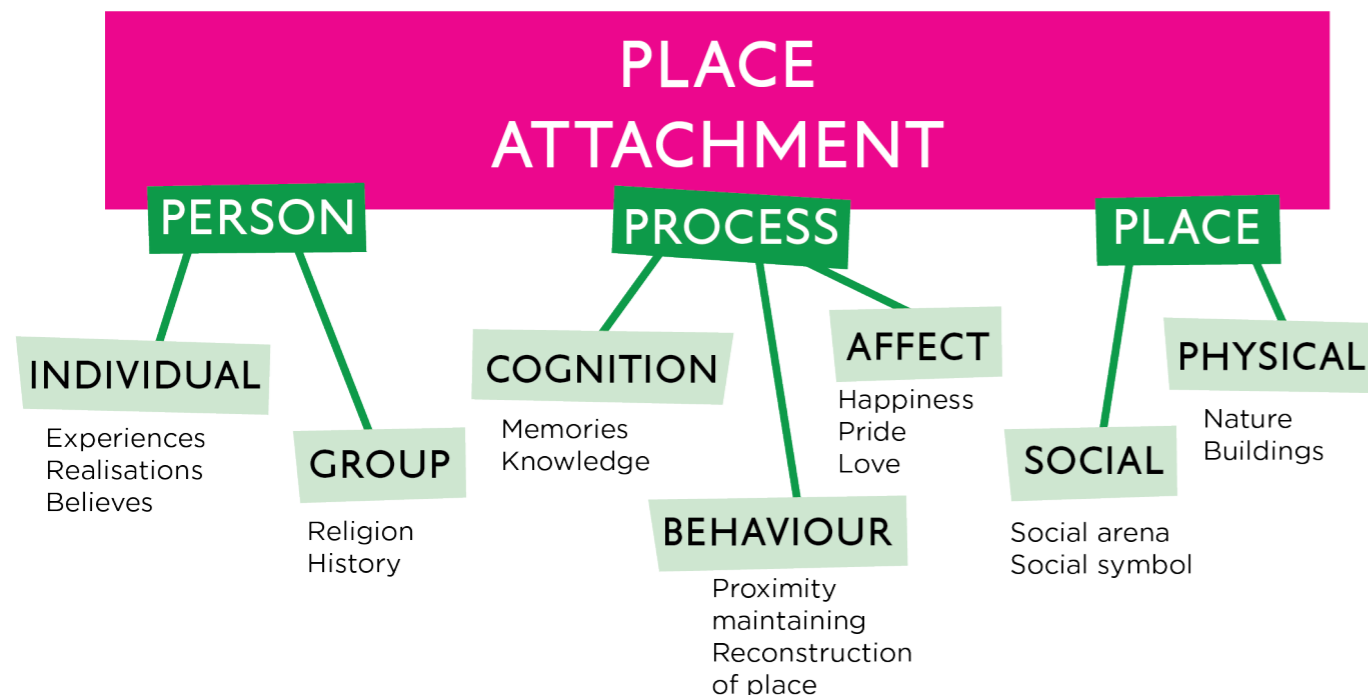 PLACE
ATTACHMENT
PERSON
PROCESS
PLACE
INDIVIDUAL
Experiences
Realisations
Believes
GROUP
Religion
History
COGNITION
Memories
Knowledge
BEHAVIOUR
Proximity
maintaining
Reconstruction
of place
AFFECT
Happiness
Pride
Love
SOCIAL
Social arena
Social symbol
PHYSICAL
Nature
Buildings